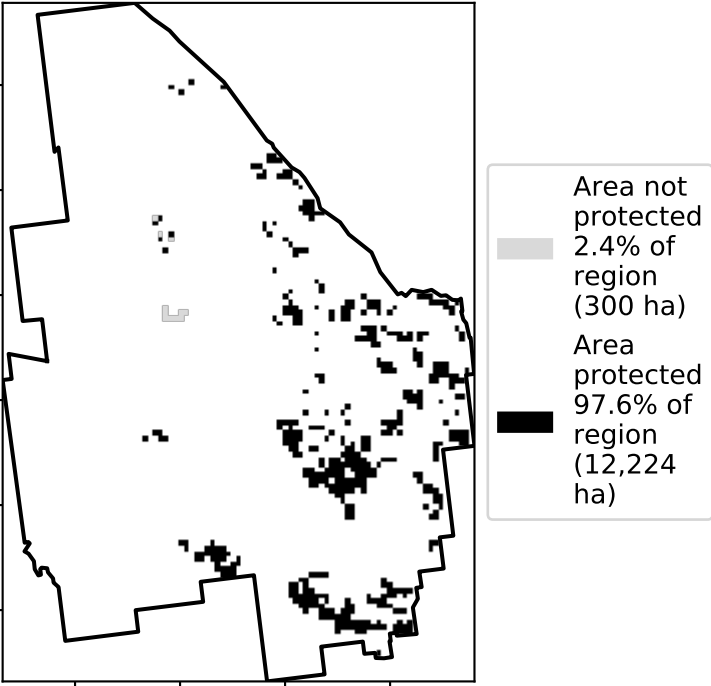 Area not
protected
2.4% of
region
(300 ha)
Area
protected
97.6% of
region
(12,224
ha)